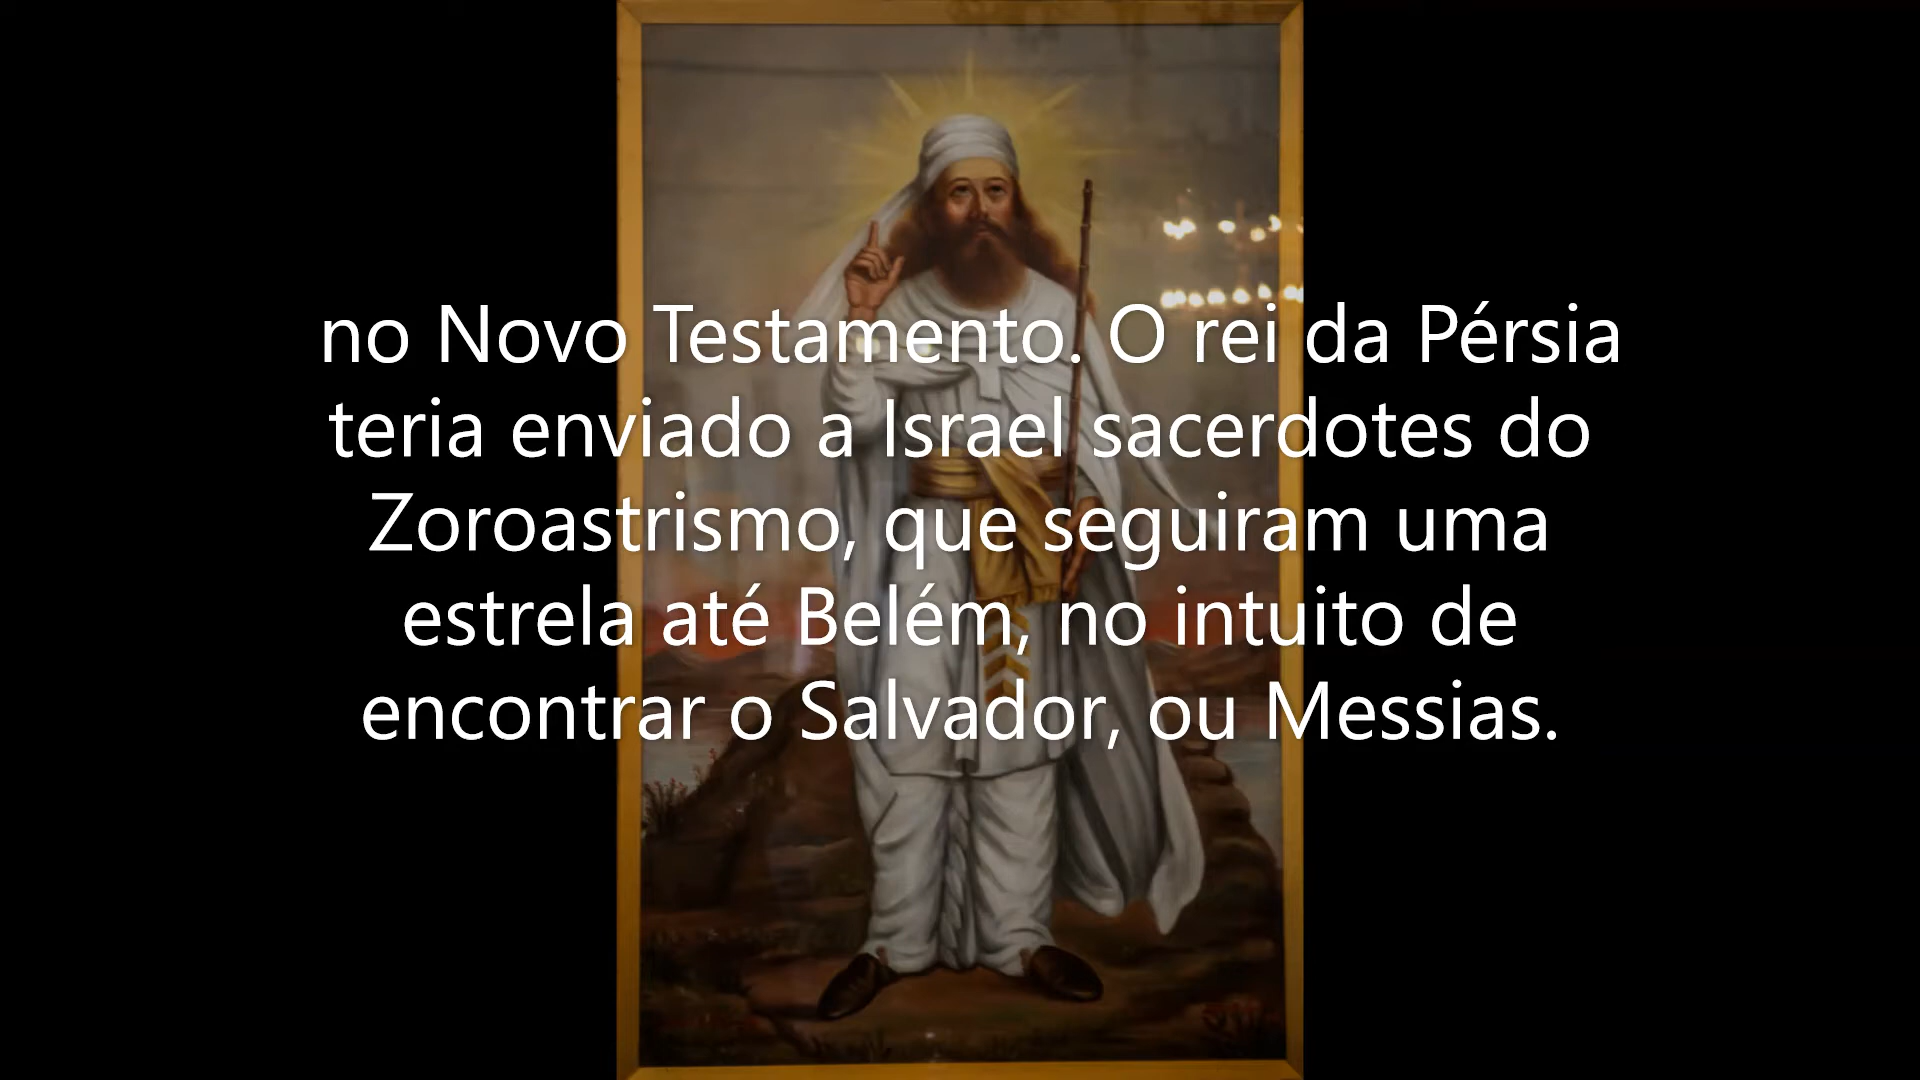 no Novo Testamento. O rei da Pérsia
teria enviado a Israel sacerdotes do
Zoroastrismo, que seguiram uma
estrela até Belém, no intuito de
encontrar o Salvador, ou Messias.